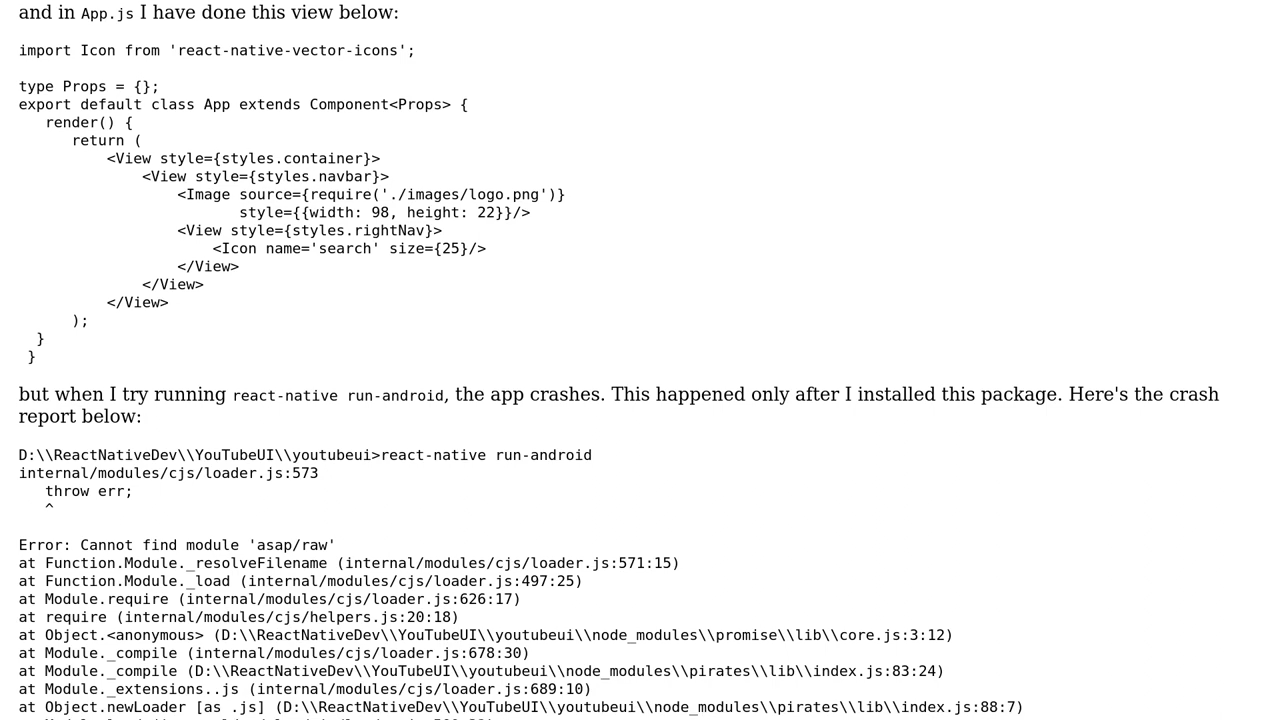 and in App.js I have done this view below:
import Icon from 'react-native-vector-icons';
type Props = {};
export default class App extends Component<Props> {
render() {
return (
<View style={styles.container}>
<View style={styles.navbar}>
<Image source={require('./images/logo.png')}
style={{width: 98, height: 22}}/>
<View style={styles.rightNav}>
<Icon name='search' size={25}/>
</View>
</View>
</View>
);
}
}
but when I try running react-native run-android, the app crashes. This happened only after I installed this package. Here's the crash
report below:
D:\\ReactNativeDev\\YouTubeUI\\youtubeui>react-native run-android
internal/modules/cjs/loader.js:573
throw err;
^
Error: Cannot find module 'asap/raw'
at Function.Module._resolveFilename (internal/modules/cjs/loader.js:571:15)
at Function.Module._load (internal/modules/cjs/loader.js:497:25)
at Module.require (internal/modules/cjs/loader.js:626:17)
at require (internal/modules/cjs/helpers.js:20:18)
at Object.<anonymous> (D:\\ReactNativeDev\\YouTubeUI\\youtubeui\\node_modules\\promise\\lib\\core.js:3:12)
at Module._compile (internal/modules/cjs/loader.js:678:30)
at Module._compile (D:\\ReactNativeDev\\YouTubeUI\\youtubeui\\node_modules\\pirates\\lib\\index.js:83:24)
at Module._extensions..js (internal/modules/cjs/loader.js:689:10)
at Object.newLoader [as .js] (D:\\ReactNativeDev\\YouTubeUI\\youtubeui\\node_modules\\pirates\\lib\\index.js:88:7)